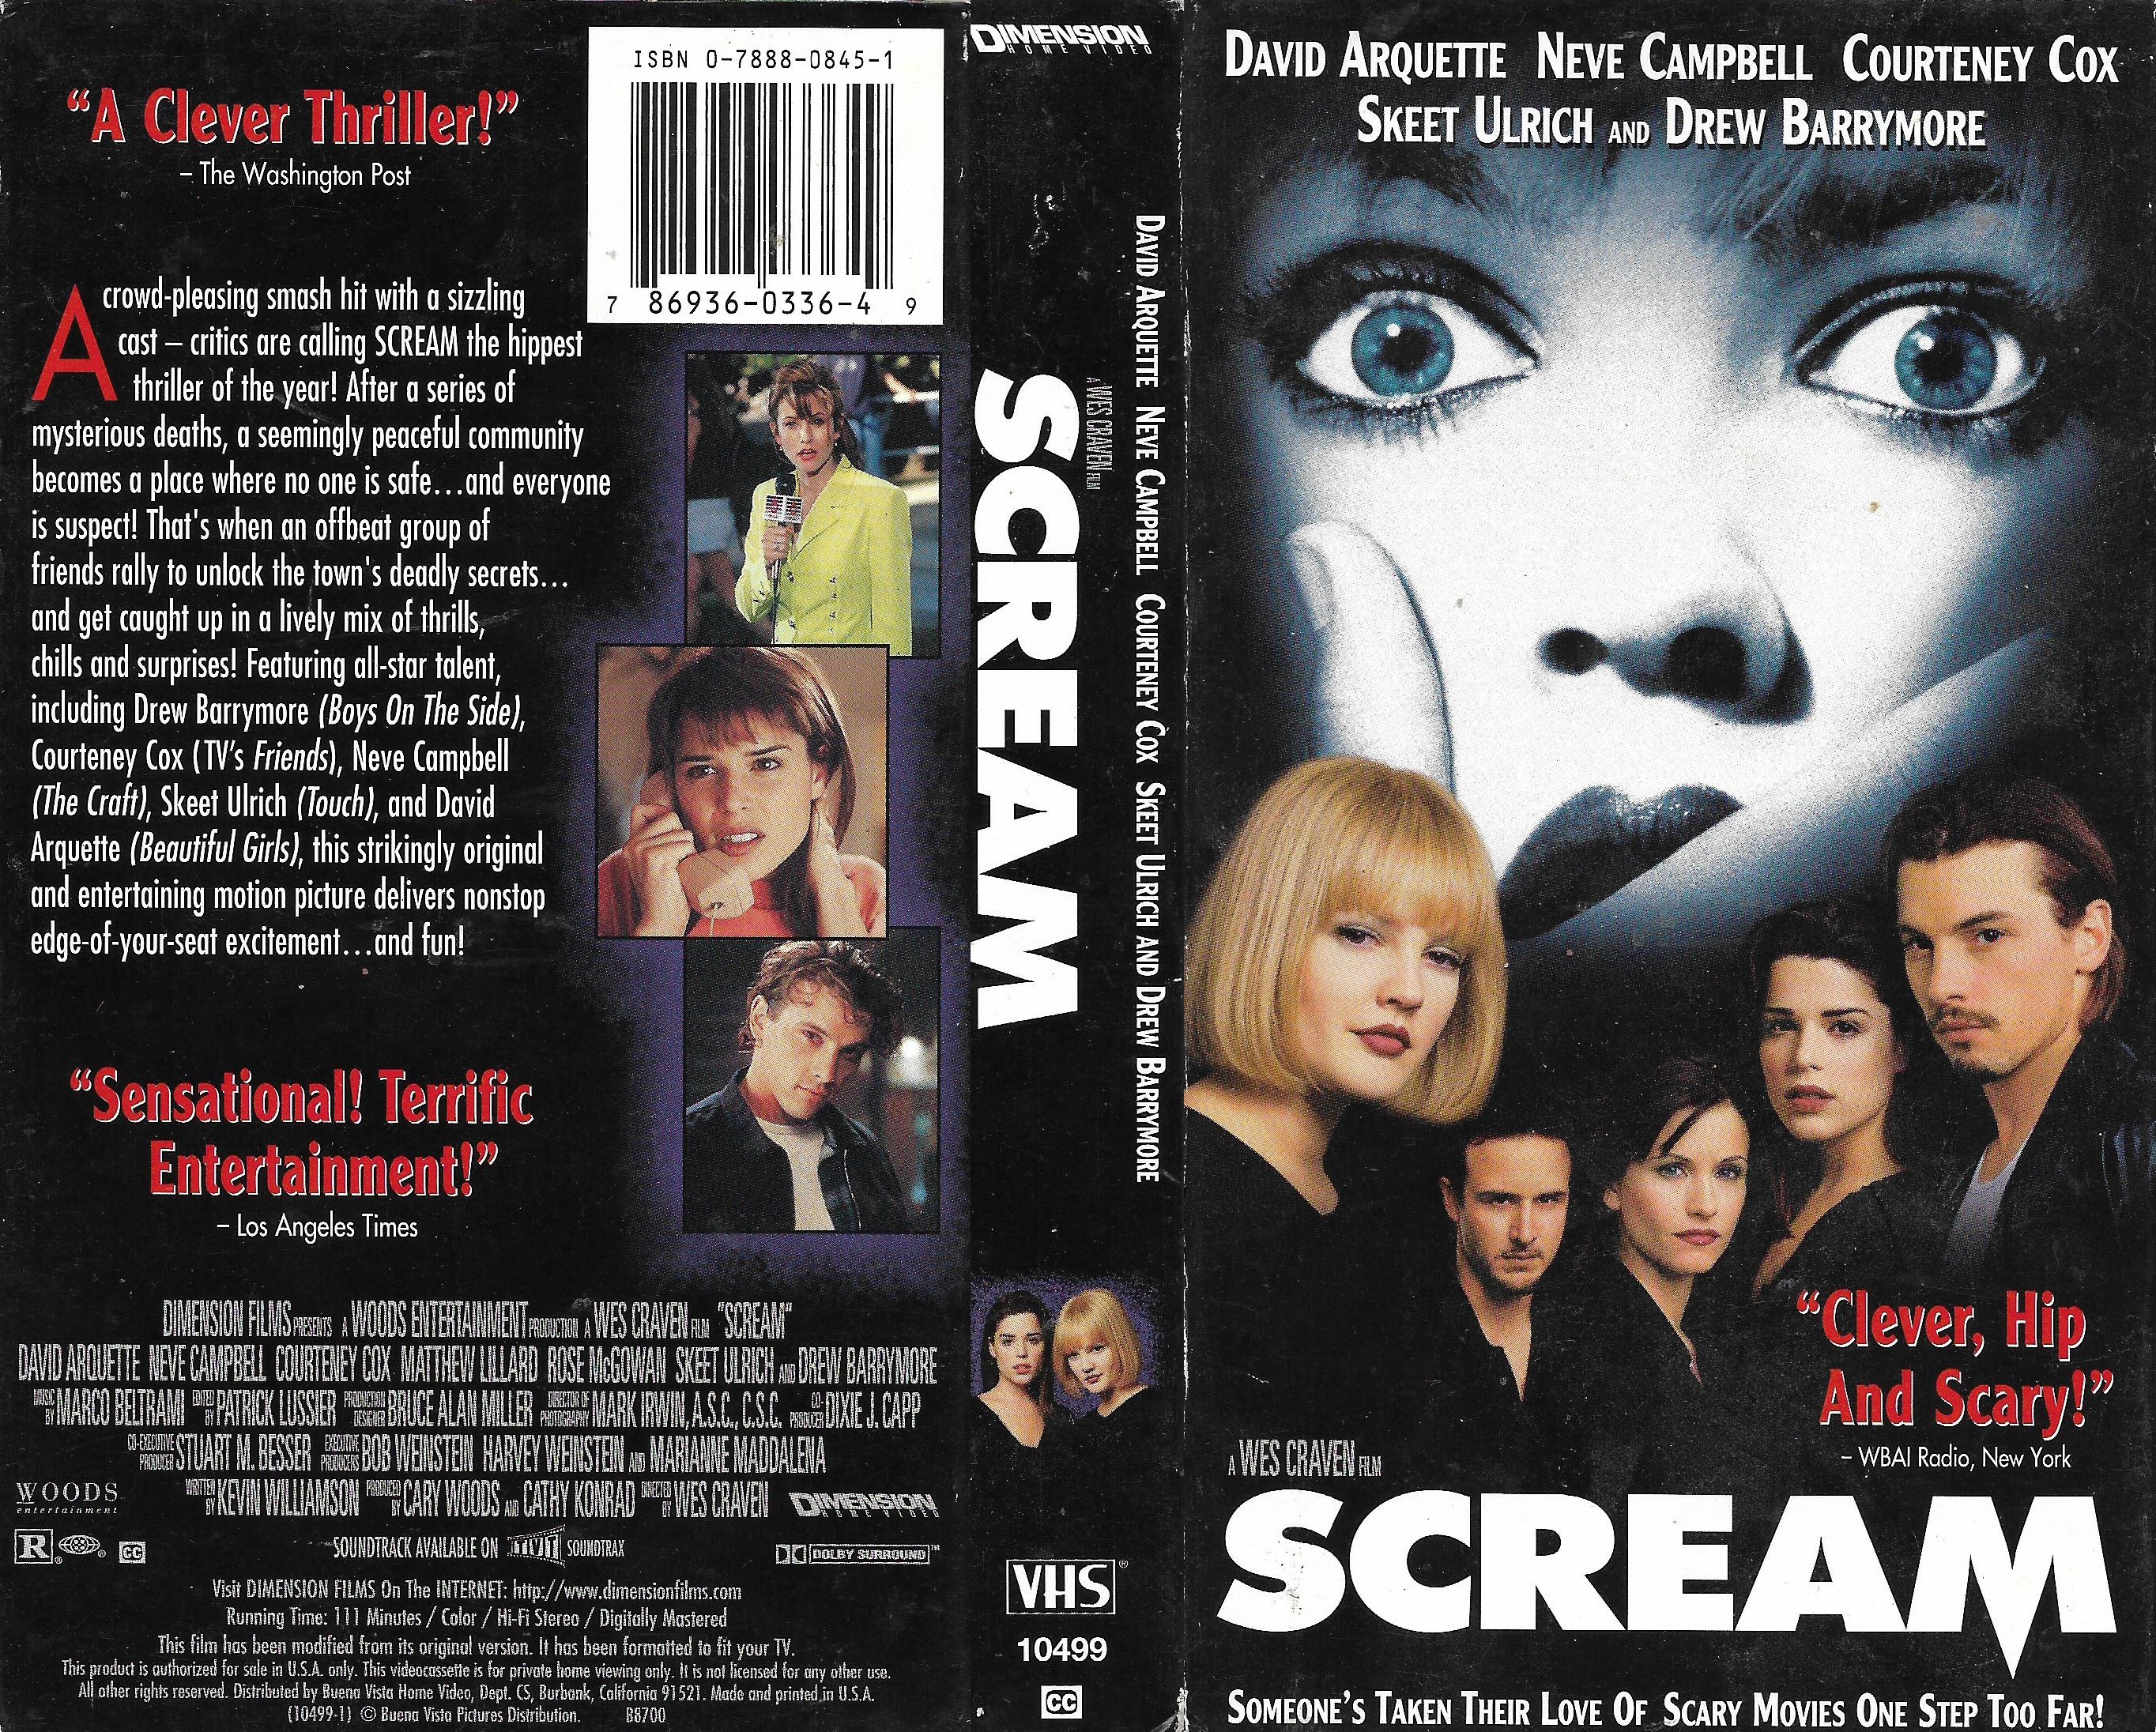 “A Clever Thriller!”
– The Washington Post
A crowd-pleasing smash hit with a sizzling
cast – critics are calling SCREAM the hippest
thriller of the year! After a series of
mysterious deaths, a seemingly peaceful community
becomes a place where no one is safe...and everyone
is suspect! That's when an offbeat group of
friends rally to unlock the town's deadly secrets...
and get caught up in a lively mix of thrills,
chills and surprises! Featuring all-star talent,
including Drew Barrymore (Boys On The Side),
Courteney Cox (TV’s Friends), Neve Campbell
(The Craft), Skeet Ulrich (Touch), and David
Arquette (Beautiful Girls), this strikingly original
and entertaining motion picture delivers nonstop
edge-of-your-seat excitement...and fun!
“Sensational! Terrific
Entertainment!”
– Los Angeles Times
ISBN 0-7888-0845-1
7 86936-0336-4 9
DIMENSION FILMS PRESENTS A WOODS ENTERTAINMENT PRODUCTION A WES CRAVEN FILM "SCREAM"
DAVID ARQUETTE NEVE CAMPBELL COURTENEY COX MATTHEW LILLARD ROSE McGOWAN SKEET ULRICH AND DREW BARRYMORE
MUSIC BY MARCO BELTRAMI EDITED BY PATRICK LUSSIER PRODUCTION DESIGNER BRUCE ALAN MILLER DIRECTOR OF PHOTOGRAPHY MARK IRWIN, A.S.C., C.S.C. CO-PRODUCER DIXIE J. CAPP
CO-EXECUTIVE PRODUCER STUART M. BESSER EXECUTIVE PRODUCERS BOB WEINSTEIN HARVEY WEINSTEIN AND MARIANNE MADDALENA
WRITTEN BY KEVIN WILLIAMSON PRODUCED BY CARY WOODS AND CATHY KONRAD DIRECTED BY WES CRAVEN
WOODS
entertainment
DIMENSION
HOME VIDEO
R CC
SOUNDTRACK AVAILABLE ON TVT SOUNDTRAX
DOLBY SURROUND™
Visit DIMENSION FILMS On The INTERNET: http://www.dimensionfilms.com
Running Time: 111 Minutes / Color / Hi-Fi Stereo / Digitally Mastered
This film has been modified from its original version. It has been formatted to fit your TV.
This product is authorized for sale in U.S.A. only. This videocassette is for private home viewing only. It is not licensed for any other use.
All other rights reserved. Distributed by Buena Vista Home Video, Dept. CS, Burbank, California 91521. Made and printed in U.S.A.
(10499-1) © Buena Vista Pictures Distribution. B8700
DIMENSION
HOME VIDEO
DAVID ARQUETTE NEVE CAMPBELL COURTENEY COX SKEET ULRICH AND DREW BARRYMORE
A WES CRAVEN FILM
SCREAM
VHS®
10499
CC
DAVID ARQUETTE NEVE CAMPBELL COURTENEY COX
SKEET ULRICH AND DREW BARRYMORE
“Clever, Hip
And Scary!”
– WBAI Radio, New York
A WES CRAVEN FILM
SCREAM
SOMEONE’S TAKEN THEIR LOVE OF SCARY MOVIES ONE STEP TOO FAR!